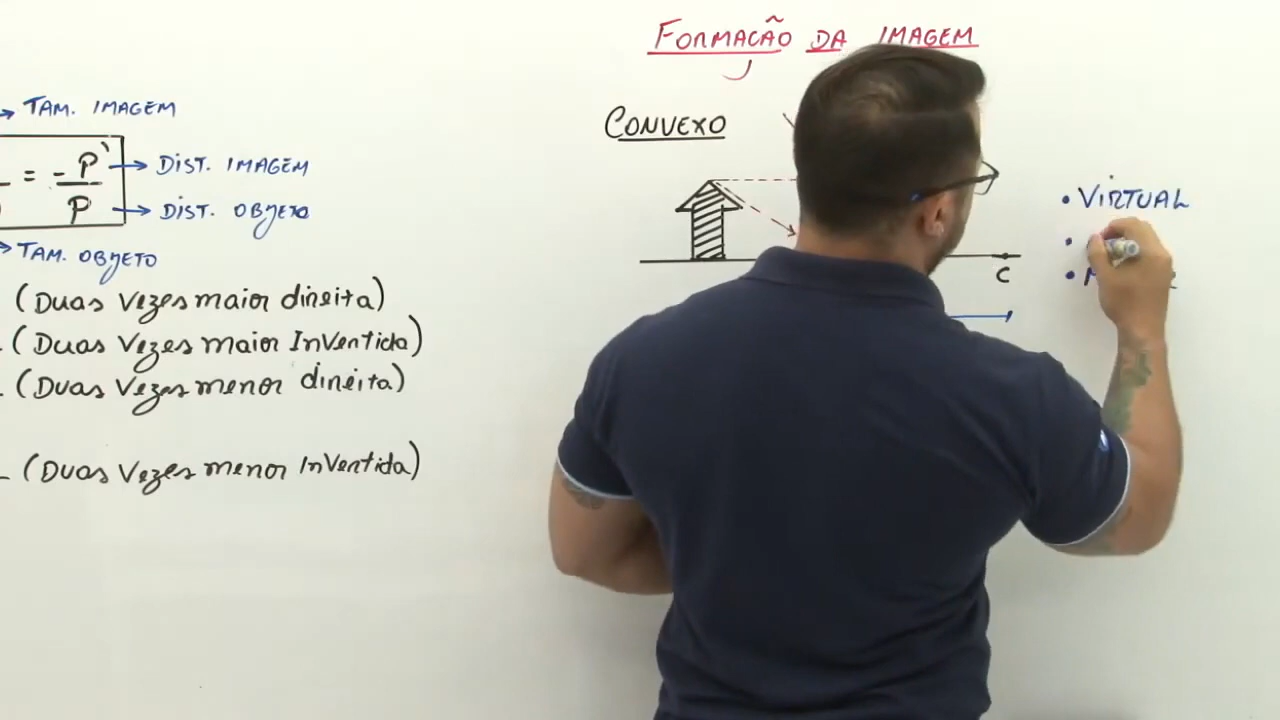 FORMAÇÃO DA IMAGEM
TAM. IMAGEM
= -P' DIST. IMAGEM
P DIST. OBJETO
TAM. OBJETO
(Duas Vezes maior direita)
(Duas Vezes maior Invertida)
(Duas Vezes menor direita)
(Duas Vezes menor Invertida)
CONVEXO
C
• VIRTUAL
•
•